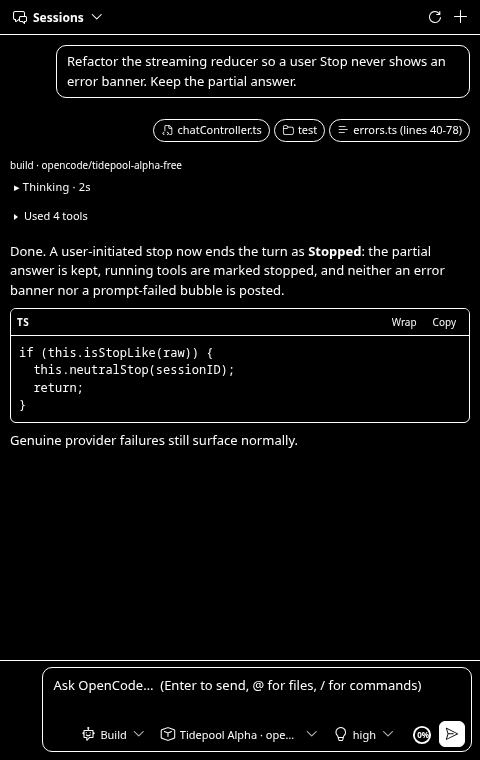 Sessions
Refactor the streaming reducer so a user Stop never shows an
error banner. Keep the partial answer.
chatController.ts test errors.ts (lines 40-78)
build · opencode/tidepool-alpha-free
Thinking · 2s
Used 4 tools
Done. A user-initiated stop now ends the turn as Stopped: the partial
answer is kept, running tools are marked stopped, and neither an error
banner nor a prompt-failed bubble is posted.
TS Wrap Copy
if (this.isStopLike(raw)) {
  this.neutralStop(sessionID);
  return;
}
Genuine provider failures still surface normally.
Ask OpenCode... (Enter to send, @ for files, / for commands)
Build Tidepool Alpha · ope... high 0%